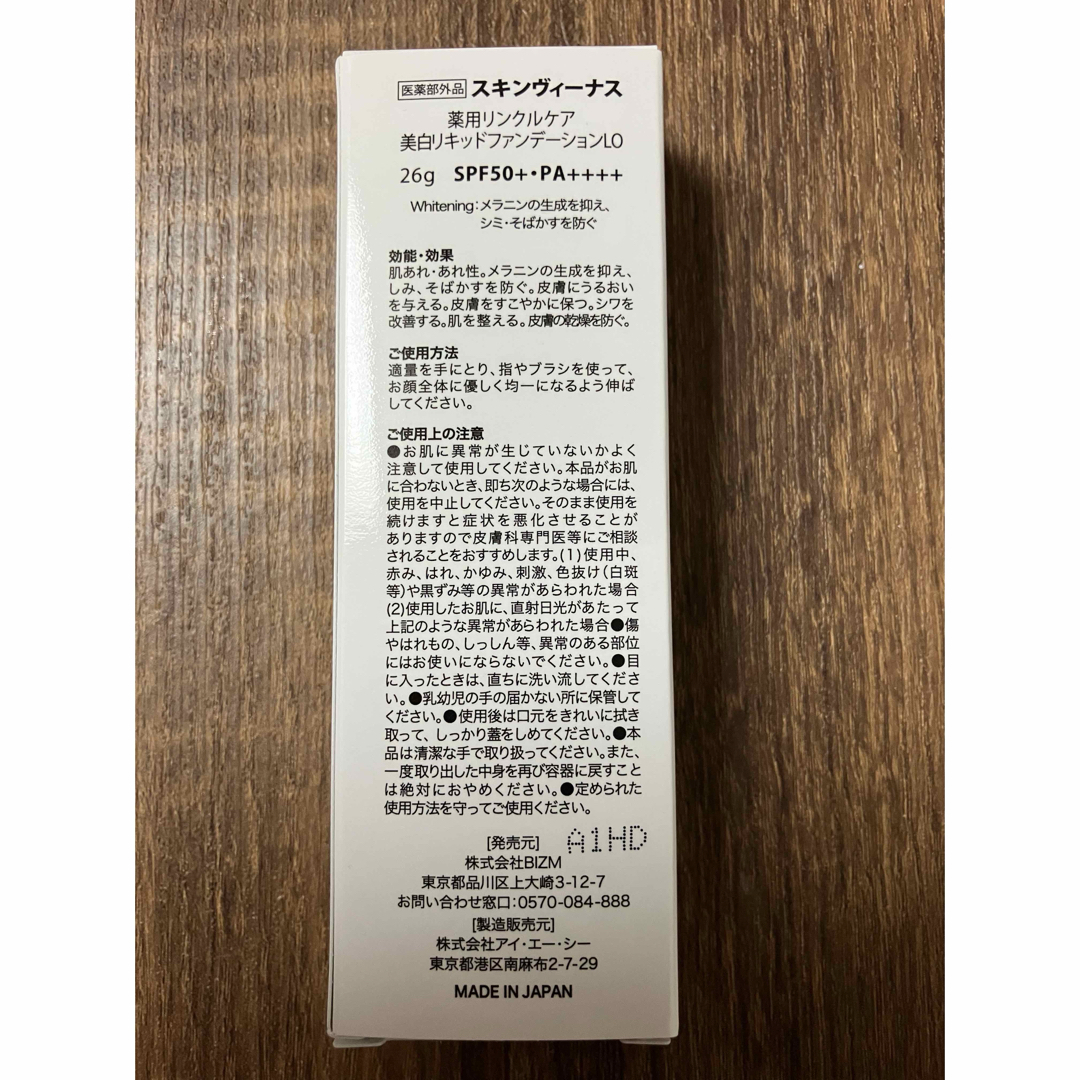 医薬部外品 スキンヴィーナス
薬用リンクルケア
美白リキッドファンデーションLO
26g SPF50+・PA++++
Whitening:メラニンの生成を抑え、
シミ・そばかすを防ぐ
効能・効果
肌あれ・あれ性。メラニンの生成を抑え、
しみ、そばかすを防ぐ。皮膚にうるおい
を与える。皮膚をすこやかに保つ。シワを
改善する。肌を整える。皮膚の乾燥を防ぐ。
ご使用方法
適量を手にとり、指やブラシを使って、
お顔全体に優しく均一になるよう伸ば
してください。
ご使用上の注意
●お肌に異常が生じていないかよく
注意して使用してください。本品がお肌
に合わないとき、即ち次のような場合には、
使用を中止してください。そのまま使用を
続けますと症状を悪化させることが
ありますので皮膚科専門医等にご相談
されることをおすすめします。(1)使用中、
赤み、はれ、かゆみ、刺激、色抜け(白斑
等)や黒ずみ等の異常があらわれた場合
(2)使用したお肌に、直射日光があたって
上記のような異常があらわれた場合●傷
やはれもの、しっしん等、異常のある部位
にはお使いにならないでください。●目
に入ったときは、直ちに洗い流してくださ
い。●乳幼児の手の届かない所に保管して
ください。●使用後は口元をきれいに拭き
取って、しっかり蓋をしめてください。●本
品は清潔な手で取り扱ってください。また、
一度取り出した中身を再び容器に戻すこと
は絶対におやめください。●定められた
使用方法を守ってご使用ください。
[発売元] A1HD
株式会社BIZM
東京都品川区上大崎3-12-7
お問い合わせ窓口:0570-084-888
[製造販売元]
株式会社アイ・エー・シー
東京都港区南麻布2-7-29
MADE IN JAPAN